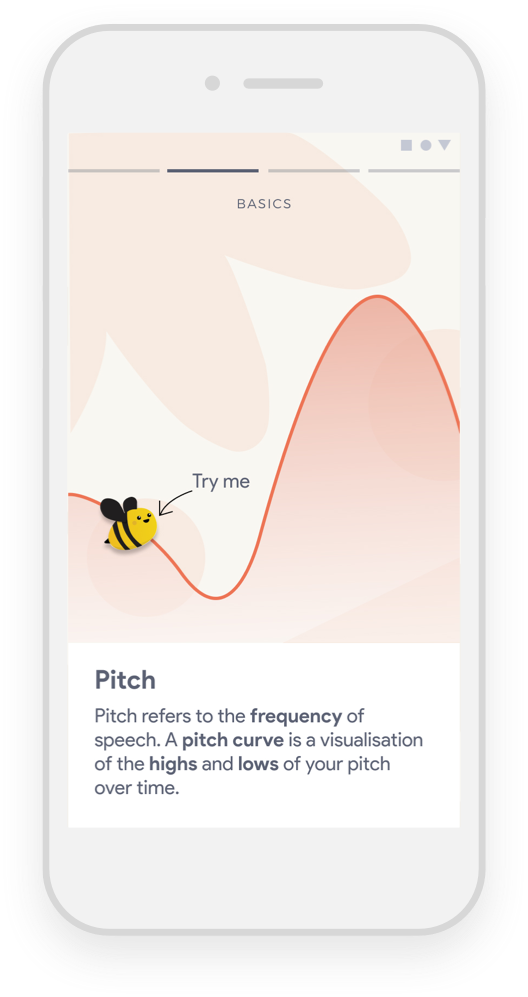 BASICS
Try me
Pitch
Pitch refers to the frequency of
speech. A pitch curve is a visualisation
of the highs and lows of your pitch
over time.